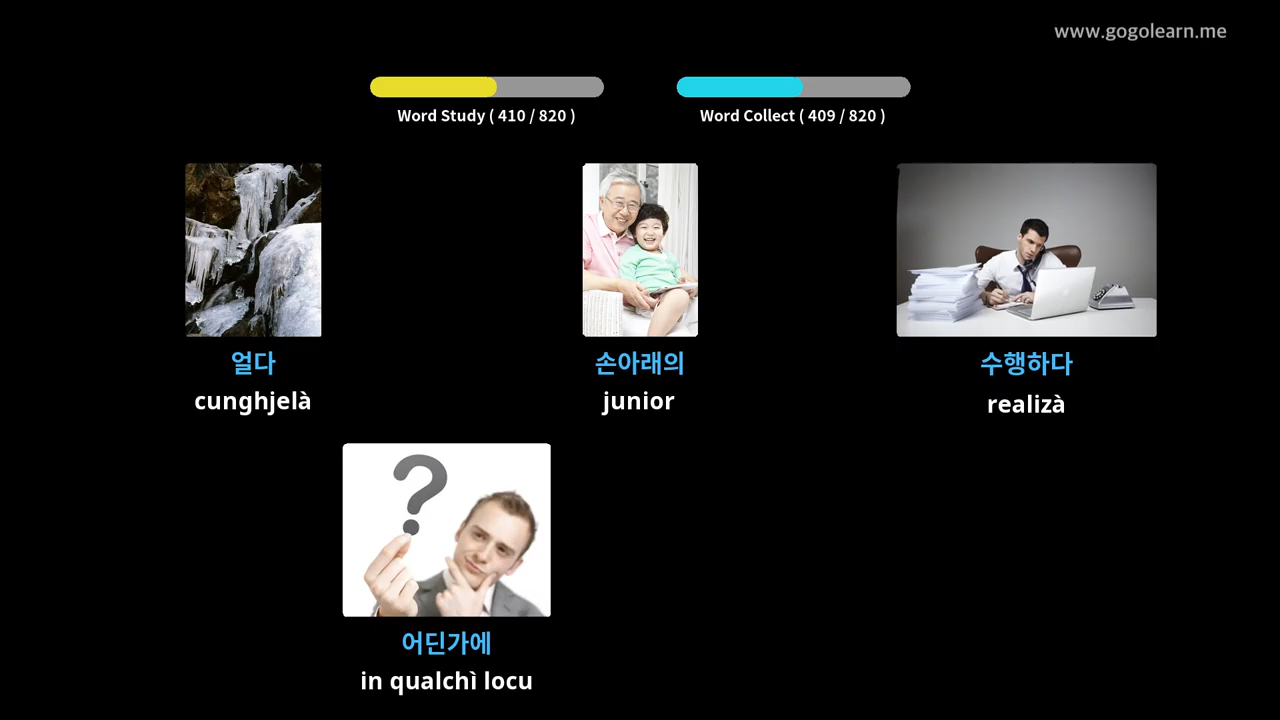 www.gogolearn.me
Word Study ( 410 / 820 )
Word Collect ( 409 / 820 )
얼다
cunghjelà
손아래의
junior
수행하다
realizà
어딘가에
in qualchì locu